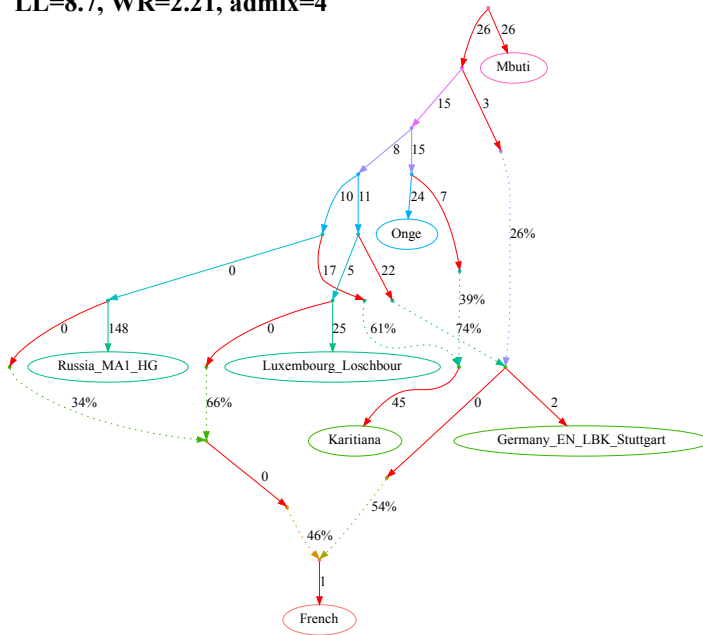 LL=8.7, WR=2.21, admix=4
26 26
Mbuti
15 3
8 15
10 11 24 7
Onge
26%
0 17 5 22
39%
0 148 0 25 61% 74%
Russia_MA1_HG Luxembourg_Loschbour
34% 66% 45 0 2
Karitiana Germany_EN_LBK_Stuttgart
0
54%
46%
1
French